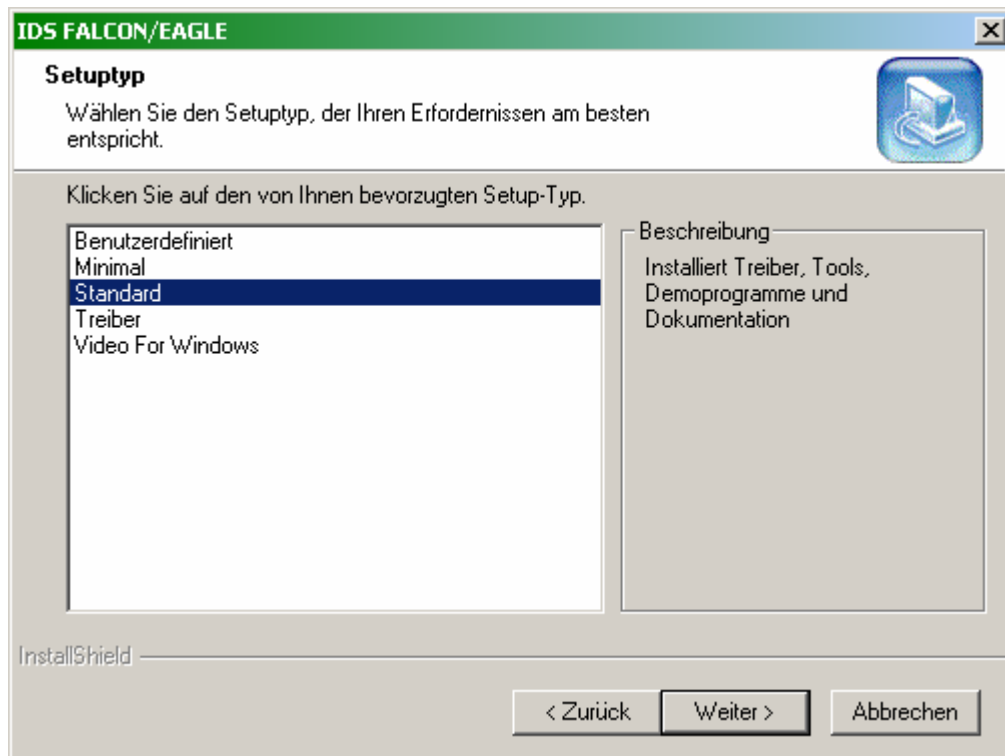 IDS FALCON/EAGLE
Setuptyp
Wählen Sie den Setuptyp, der Ihren Erfordernissen am besten
entspricht.
Klicken Sie auf den von Ihnen bevorzugten Setup-Typ.
Benutzerdefiniert
Minimal
Standard
Treiber
Video For Windows
Beschreibung
Installiert Treiber, Tools,
Demoprogramme und
Dokumentation
InstallShield
< Zurück
Weiter >
Abbrechen